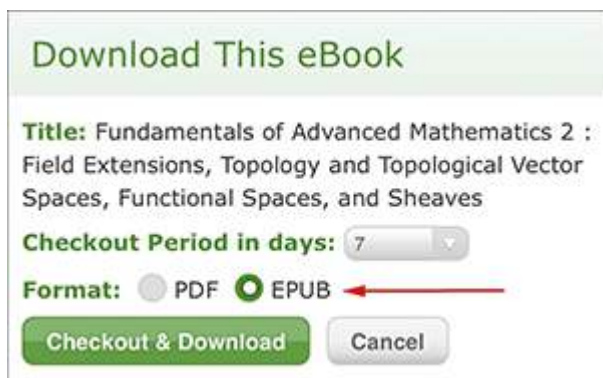 Download This eBook
Title: Fundamentals of Advanced Mathematics 2 :
Field Extensions, Topology and Topological Vector
Spaces, Functional Spaces, and Sheaves
Checkout Period in days: 7
Format: PDF EPUB
Checkout & Download Cancel